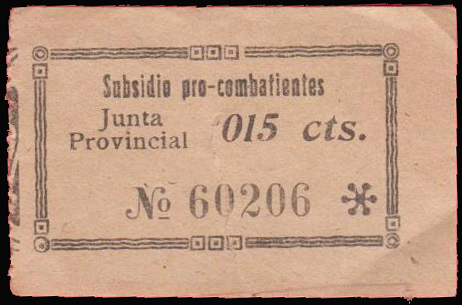 Subsidio pro-combatientes
Junta
Provincial 015 cts.
No 60206